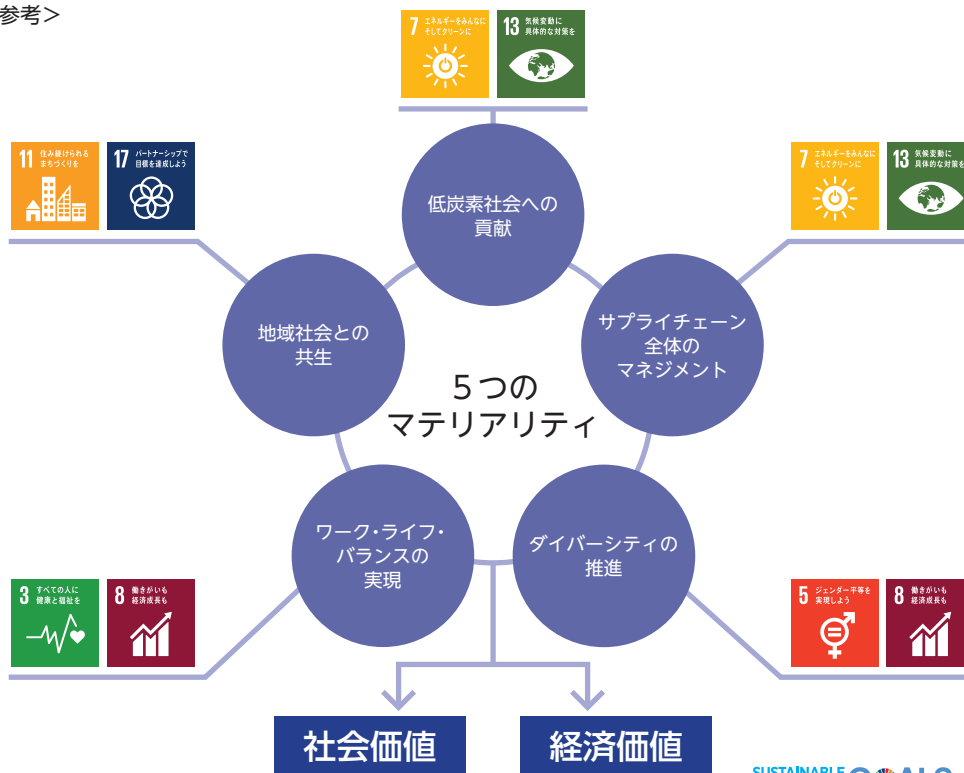 参考＞
7 エネルギーをみんなに
そしてクリーンに
13 気候変動に
具体的な対策を
11 住み続けられる
まちづくりを
17 パートナーシップで
目標を達成しよう
7 エネルギーをみんなに
そしてクリーンに
13 気候変動に
具体的な対策を
低炭素社会への
貢献
地域社会との
共生
サプライチェーン
全体の
マネジメント
５つの
マテリアリティ
ワーク・ライフ・
バランスの
実現
ダイバーシティの
推進
3 すべての人に
健康と福祉を
8 働きがいも
経済成長も
5 ジェンダー平等を
実現しよう
8 働きがいも
経済成長も
社会価値
経済価値
SUSTAINABLE GOALS